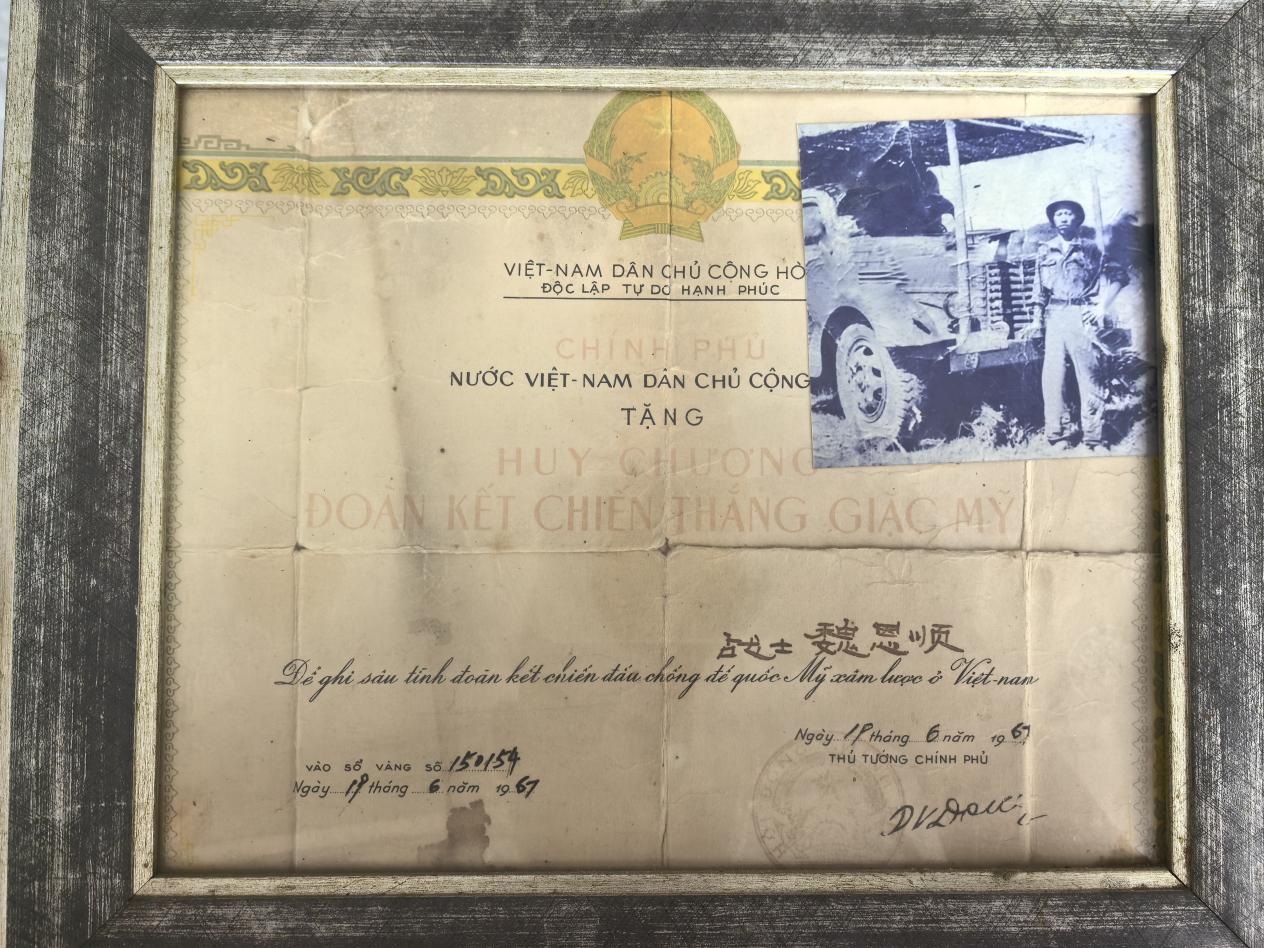 VIỆT-NAM DÂN CHỦ CỘNG HÒ
ĐỘC LẬP TỰ DO HẠNH PHÚC
CHÍNH PHỦ
NƯỚC VIỆT-NAM DÂN CHỦ CỘNG
TẶNG
HUY CHƯƠNG
ĐOÀN KẾT CHIẾN THẮNG GIẶC MỸ
战士 魏恩顺
Để ghi sâu tình đoàn kết chiến đấu chống đế quốc Mỹ xâm lược ở Việt-nam
Ngày 19 tháng 6 năm 1967
THỦ TƯỚNG CHÍNH PHỦ
VÀO SỔ VÀNG SỐ 150154
Ngày 19 tháng 6 năm 1967